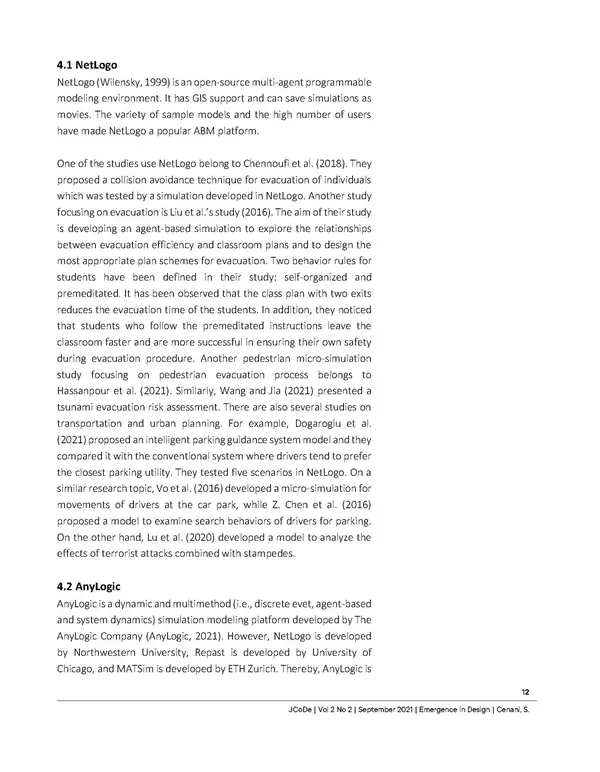 4.1 NetLogo
NetLogo (Wilensky, 1999) is an open-source multi-agent programmable
modeling environment. It has GIS support and can save simulations as
movies. The variety of sample models and the high number of users
have made NetLogo a popular ABM platform.
One of the studies use NetLogo belong to Chennoufi et al. (2018). They
proposed a collision avoidance technique for evacuation of individuals
which was tested by a simulation developed in NetLogo. Another study
focusing on evacuation is Liu et al.'s study (2016). The aim of their study
is developing an agent-based simulation to explore the relationships
between evacuation efficiency and classroom plans and to design the
most appropriate plan schemes for evacuation. Two behavior rules for
students have been defined in their study: self-organized and
premeditated. It has been observed that the class plan with two exits
reduces the evacuation time of the students. In addition, they noticed
that students who follow the premeditated instructions leave the
classroom faster and are more successful in ensuring their own safety
during evacuation procedure. Another pedestrian micro-simulation
study focusing on pedestrian evacuation process belongs to
Hassanpour et al. (2021). Similarly, Wang and Jia (2021) presented a
tsunami evacuation risk assessment. There are also several studies on
transportation and urban planning. For example, Dogaroglu et al.
(2021) proposed an intelligent parking guidance system model and they
compared it with the conventional system where drivers tend to prefer
the closest parking utility. They tested five scenarios in NetLogo. On a
similar research topic, Vo et al. (2016) developed a micro-simulation for
movements of drivers at the car park, while Z. Chen et al. (2016)
proposed a model to examine search behaviors of drivers for parking.
On the other hand, Lu et al. (2020) developed a model to analyze the
effects of terrorist attacks combined with stampedes.
4.2 AnyLogic
AnyLogic is a dynamic and multimethod (i.e., discrete evet, agent-based
and system dynamics) simulation modeling platform developed by The
AnyLogic Company (AnyLogic, 2021). However, NetLogo is developed
by Northwestern University, Repast is developed by University of
Chicago, and MATSim is developed by ETH Zurich. Thereby, AnyLogic is
12
JCoDe | Vol 2 No 2 | September 2021 | Emergence in Design | Cenani, S.